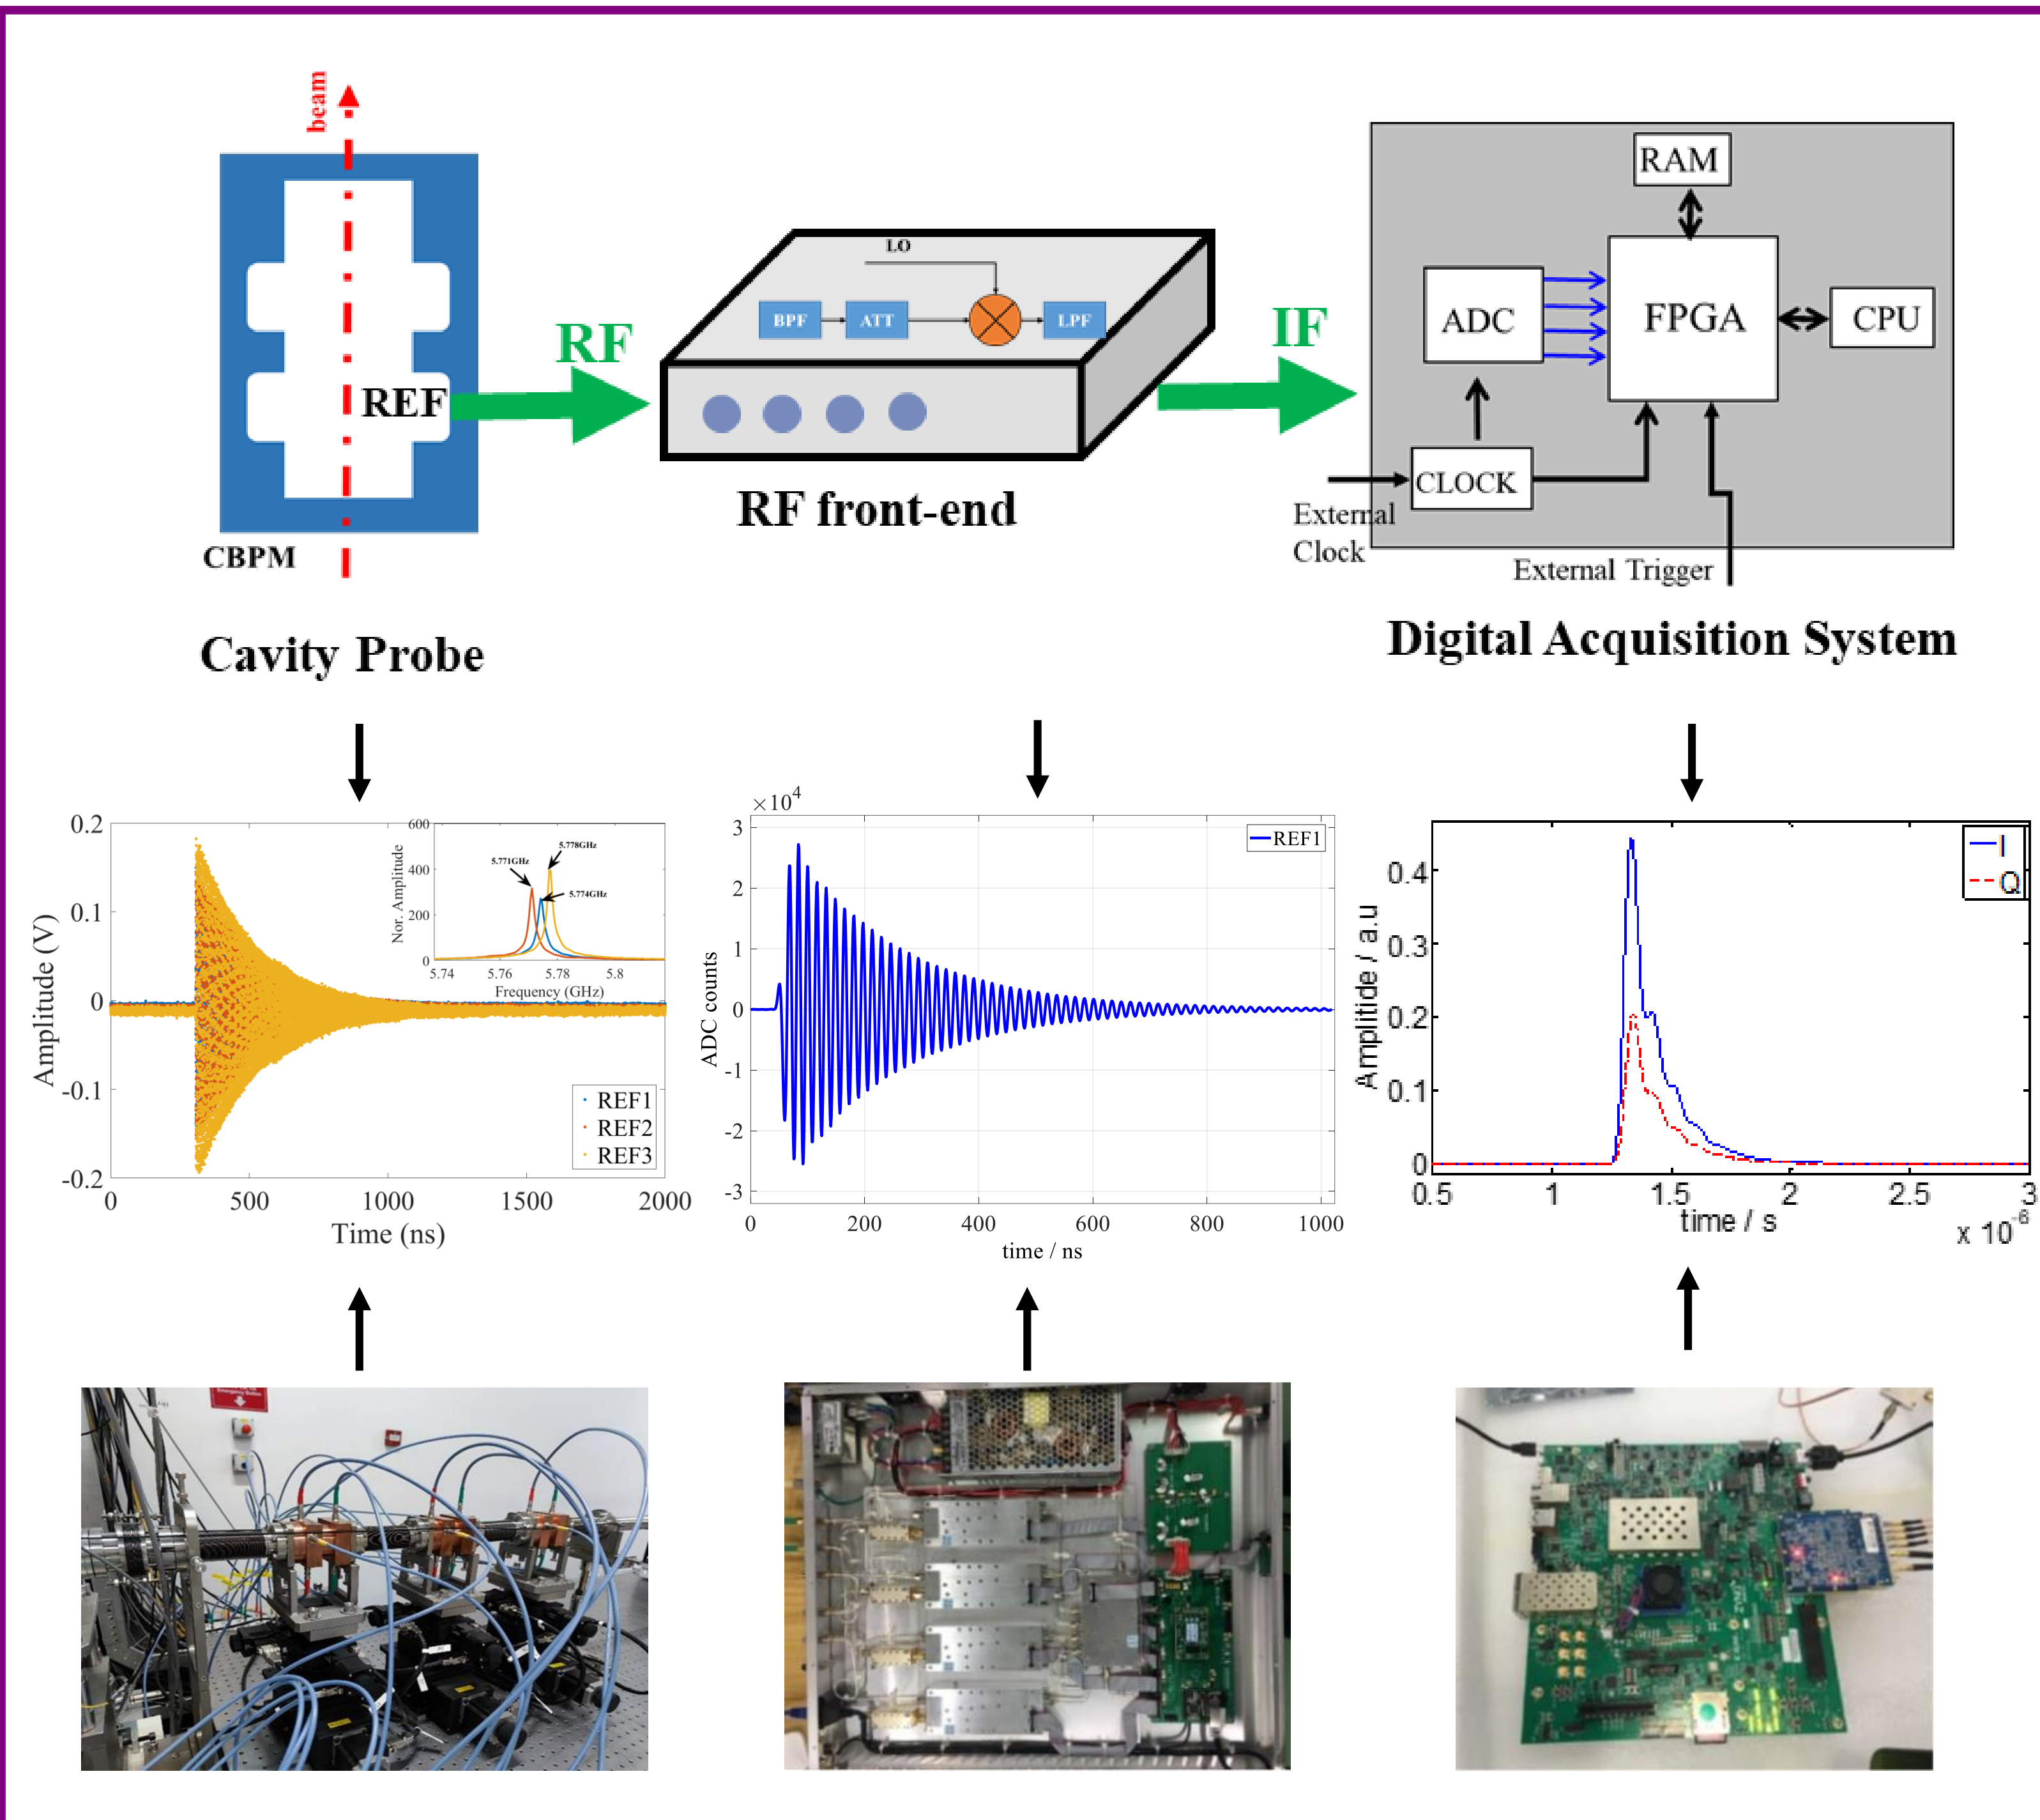 beam
REF
CBPM
Cavity Probe
RF
LO
BPF
ATT
LPF
RF front-end
IF
RAM
ADC
FPGA
CPU
CLOCK
External
Clock
External Trigger
Digital Acquisition System
0.2
0.1
0
-0.1
-0.2
Amplitude (V)
0
500
1000
1500
2000
Time (ns)
REF1
REF2
REF3
600
400
200
0
Nor. Amplitude
5.771GHz
5.778GHz
5.774GHz
5.74
5.76
5.78
5.8
Frequency (GHz)
×10⁴
3
2
1
0
-1
-2
-3
ADC counts
REF1
0
200
400
600
800
1000
time / ns
0.4
0.3
0.2
0.1
0
Amplitide / a.u
I
Q
0.5
1
1.5
2
2.5
3
time / s
x 10⁻⁶